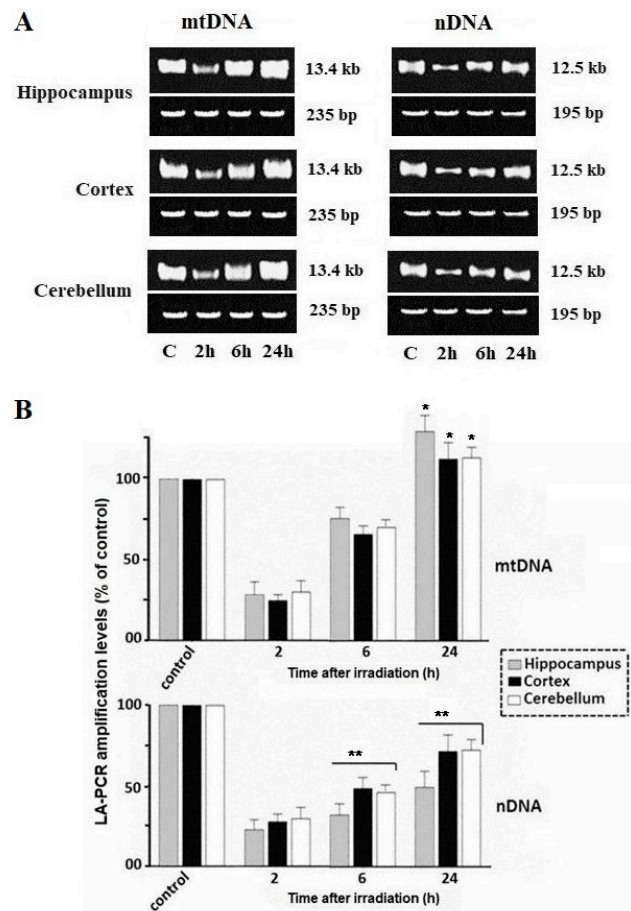 A
mtDNA nDNA
Hippocampus 13.4 kb 12.5 kb
235 bp 195 bp
Cortex 13.4 kb 12.5 kb
235 bp 195 bp
Cerebellum 13.4 kb 12.5 kb
235 bp 195 bp
C 2h 6h 24h C 2h 6h 24h
B
LA-PCR amplification levels (% of control)
* * *
100
50
00
mtDNA
control 2 6 24
Time after irradiation (h)
Hippocampus
Cortex
Cerebellum
100
50
00
** **
nDNA
control 2 6 24
Time after irradiation (h)